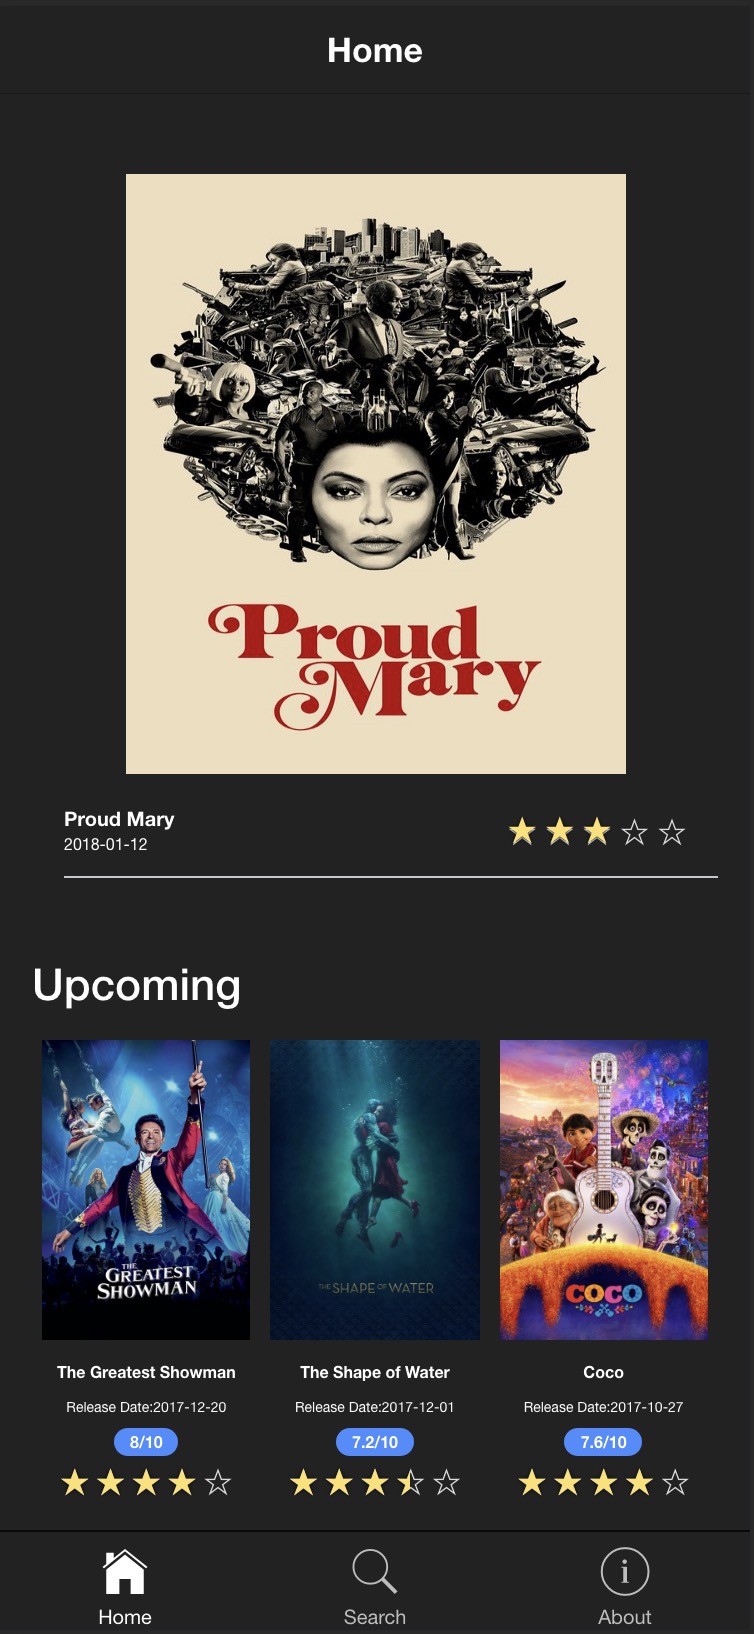 Home
Proud
Mary
Proud Mary
2018-01-12
Upcoming
THE
GREATEST
SHOWMAN
THE SHAPE OF WATER
COCO
The Greatest Showman
The Shape of Water
Coco
Release Date:2017-12-20
Release Date:2017-12-01
Release Date:2017-10-27
8/10
7.2/10
7.6/10
Home
Search
About